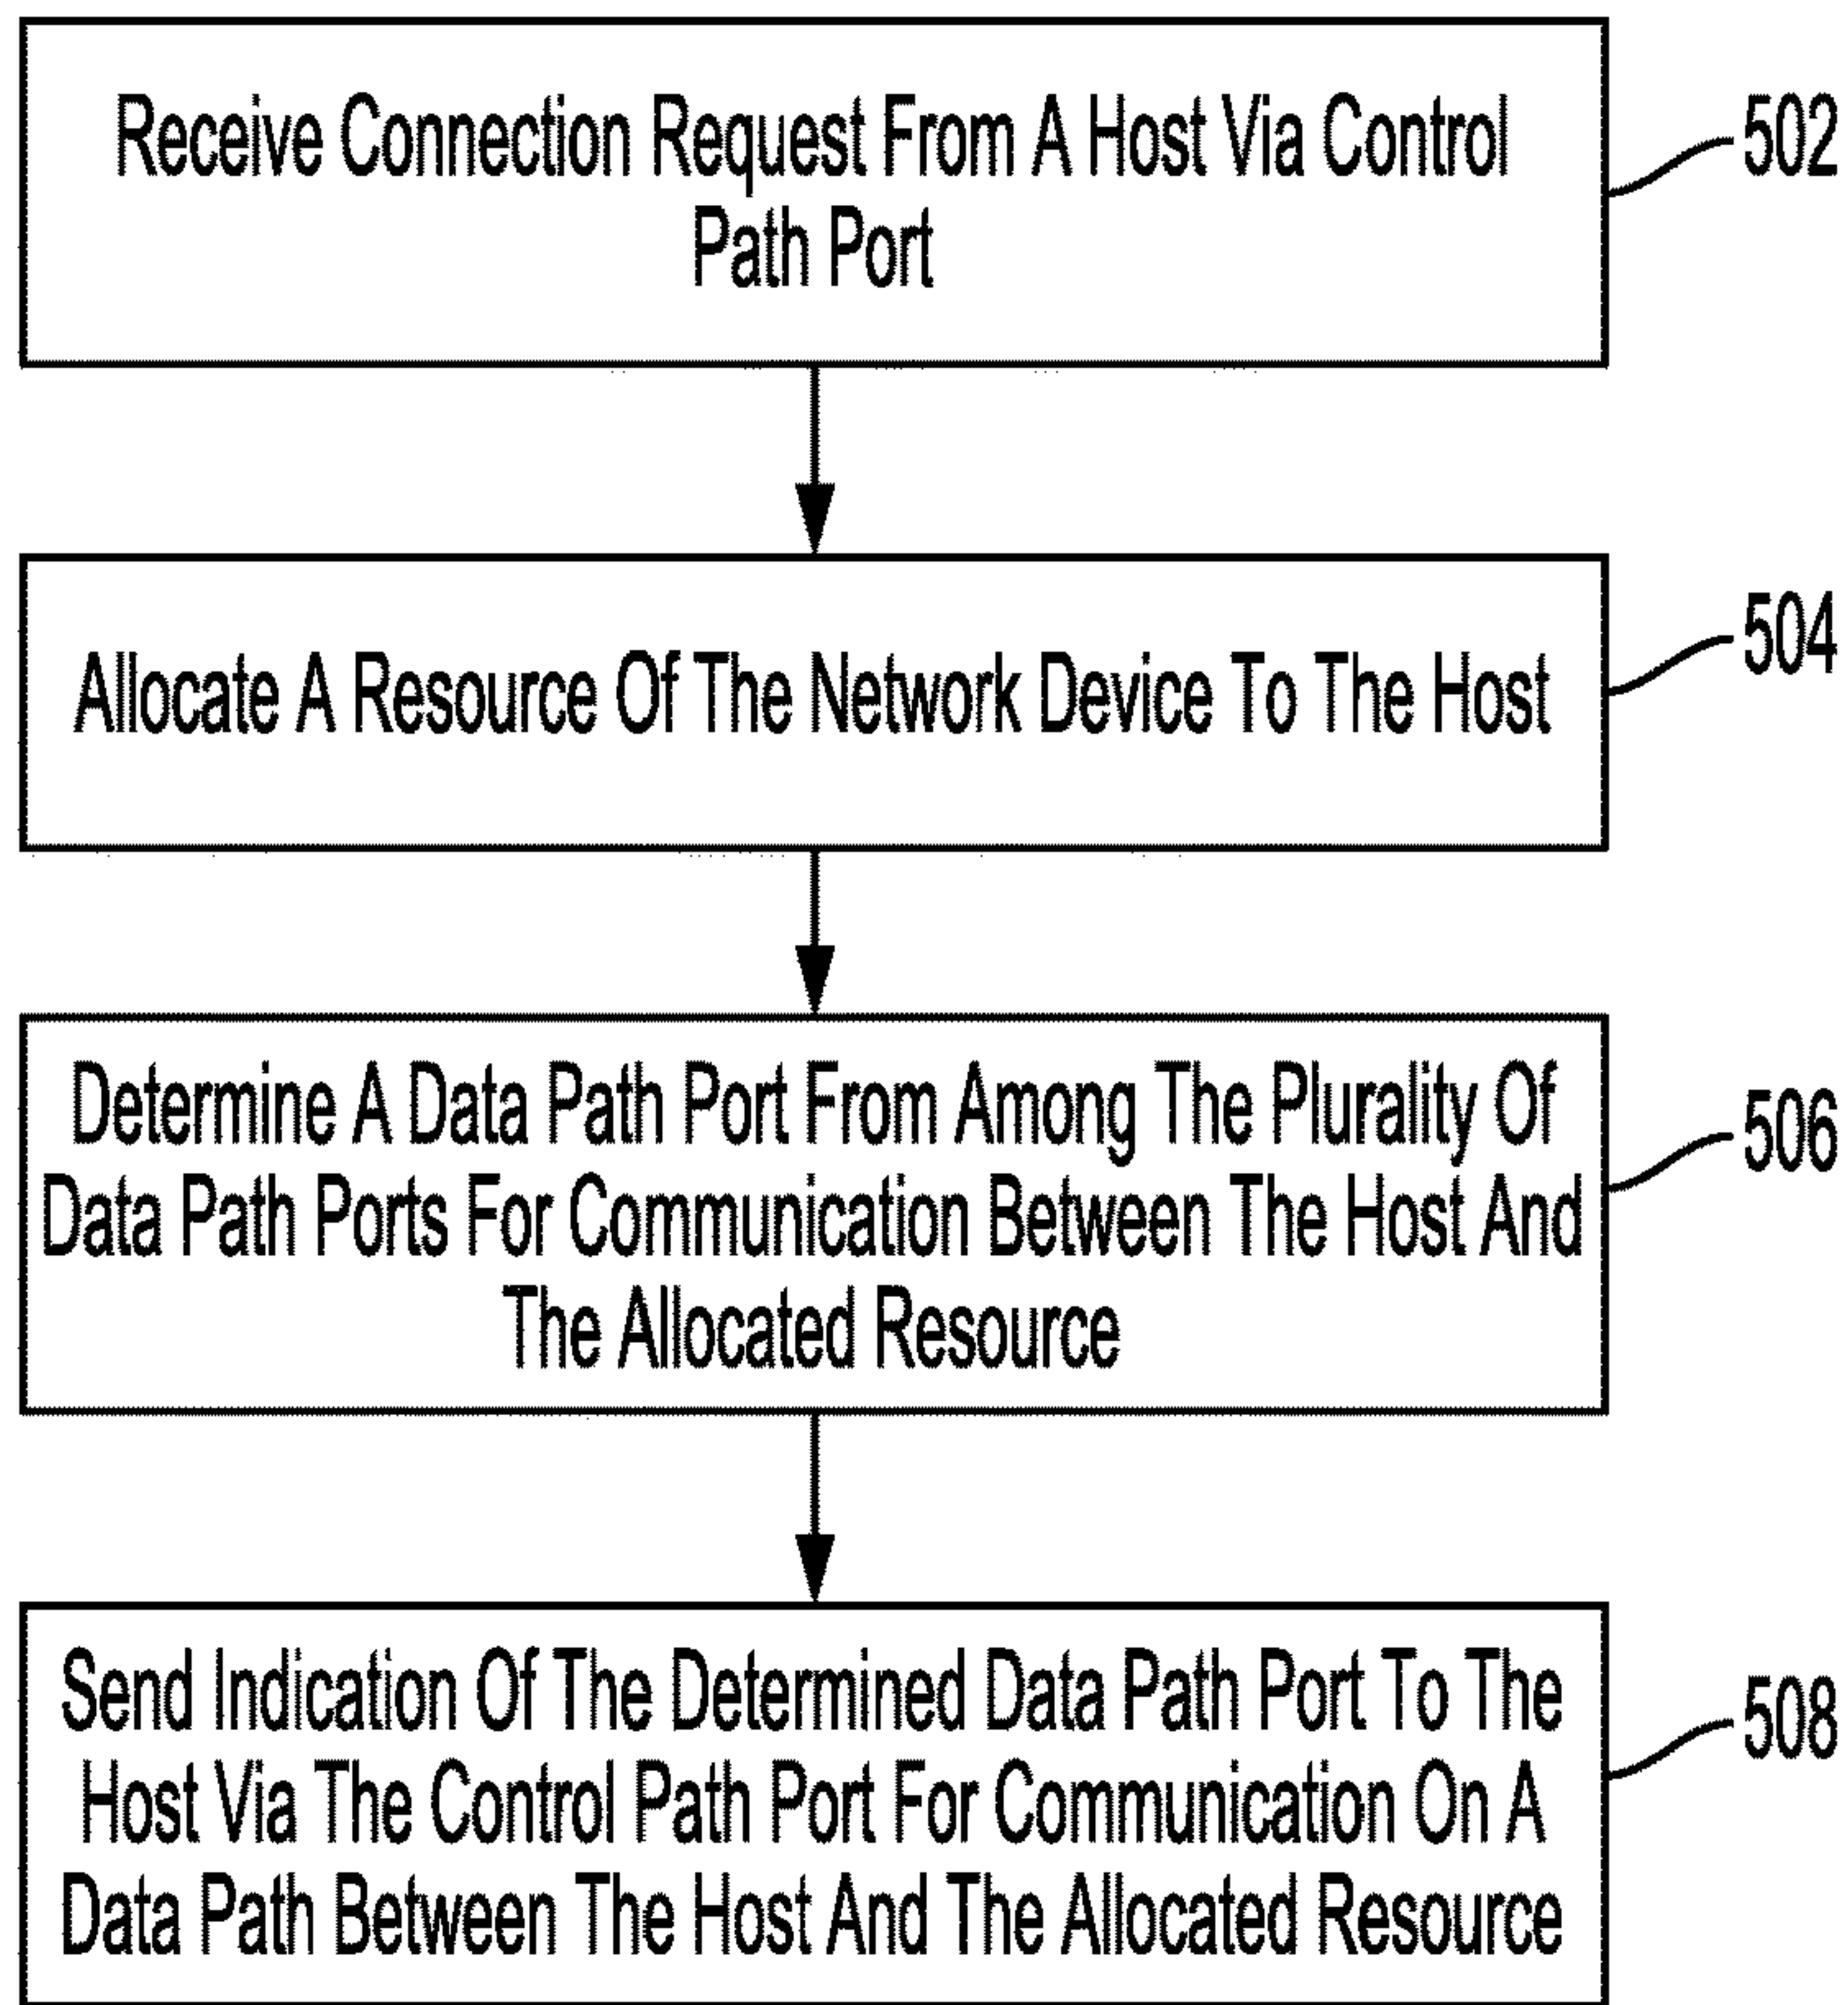 Receive Connection Request From A Host Via Control
Path Port
502
Allocate A Resource Of The Network Device To The Host
504
Determine A Data Path Port From Among The Plurality Of
Data Path Ports For Communication Between The Host And
The Allocated Resource
506
Send Indication Of The Determined Data Path Port To The
Host Via The Control Path Port For Communication On A
Data Path Between The Host And The Allocated Resource
508